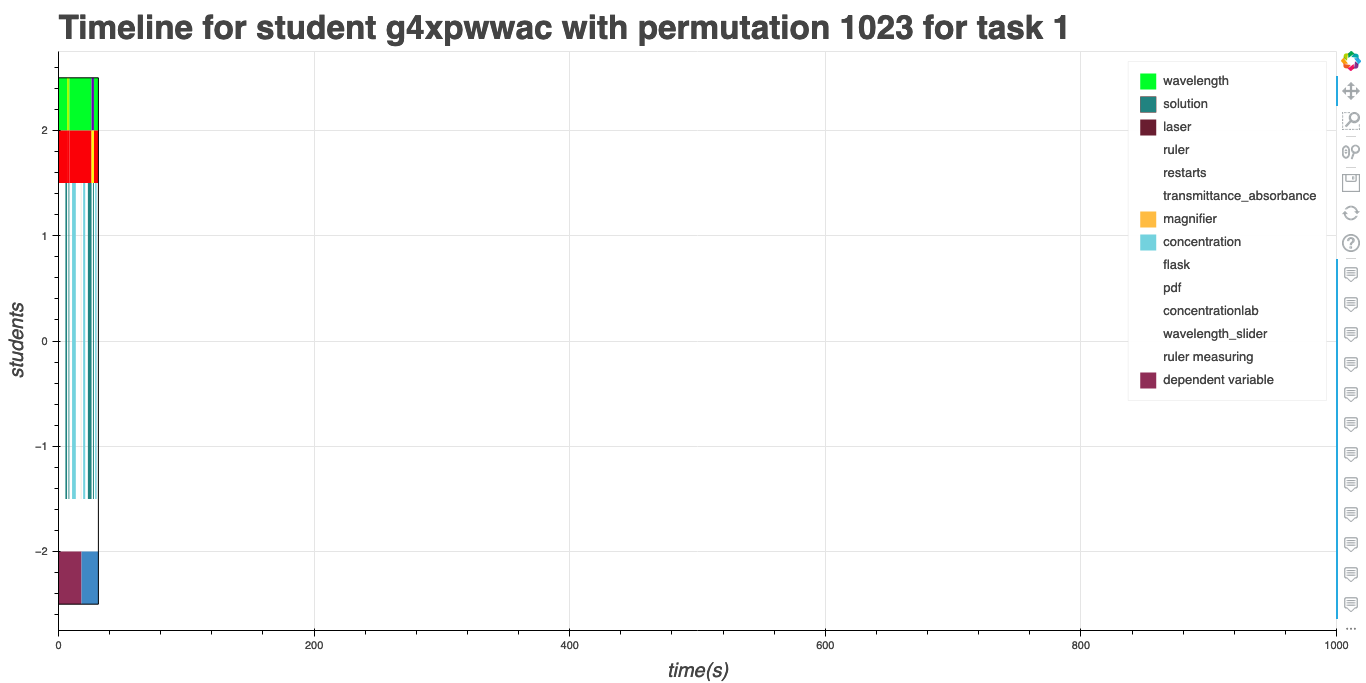 Timeline for student g4xpwwac with permutation 1023 for task 1
wavelength
solution
laser
ruler
restarts
transmittance_absorbance
magnifier
concentration
flask
pdf
concentrationlab
wavelength_slider
ruler measuring
dependent variable
students
2
1
0
−1
−2
0
200
400
600
800
1000
time(s)